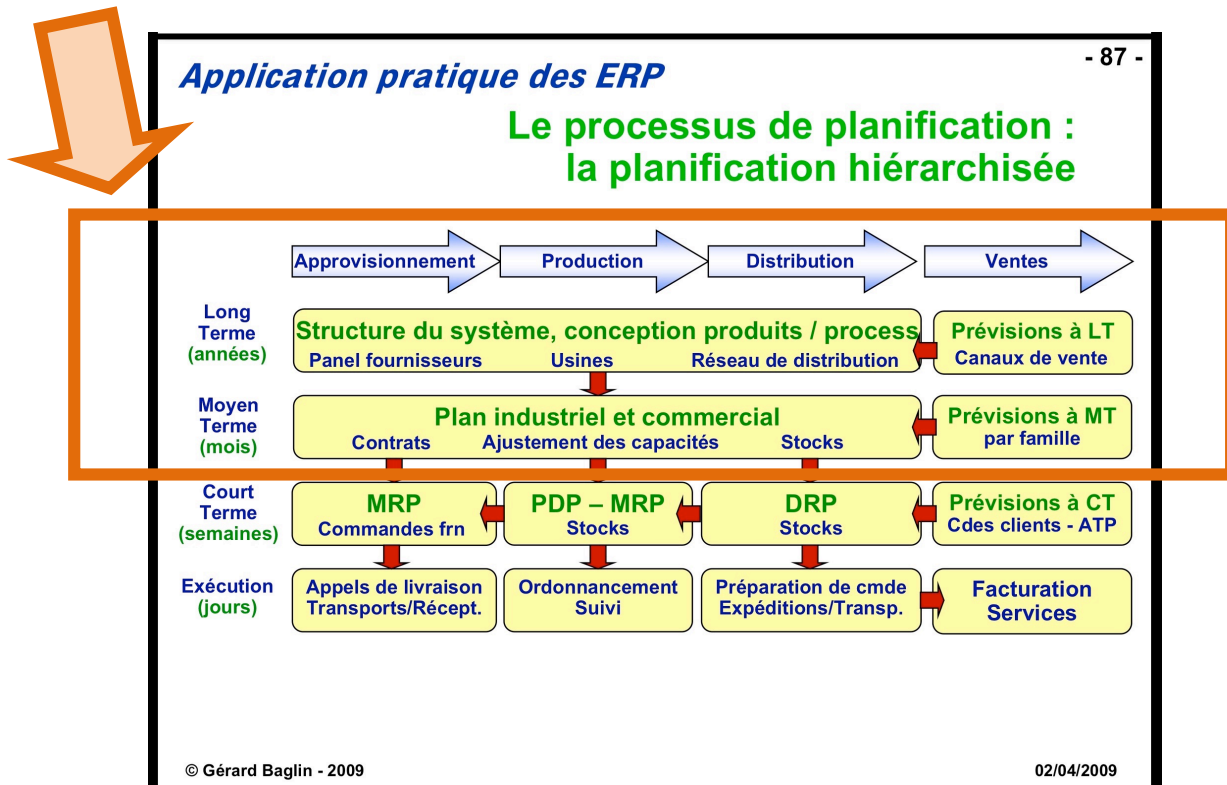 - 87 -
Application pratique des ERP
Le processus de planification :
la planification hiérarchisée
Approvisionnement
Production
Distribution
Ventes
Long
Terme
(années)
Structure du système, conception produits / process
Panel fournisseurs
Usines
Réseau de distribution
Prévisions à LT
Canaux de vente
Moyen
Terme
(mois)
Plan industriel et commercial
Contrats
Ajustement des capacités
Stocks
Prévisions à MT
par famille
Court
Terme
(semaines)
MRP
Commandes frn
PDP – MRP
Stocks
DRP
Stocks
Prévisions à CT
Cdes clients - ATP
Exécution
(jours)
Appels de livraison
Transports/Récept.
Ordonnancement
Suivi
Préparation de cmde
Expéditions/Transp.
Facturation
Services
© Gérard Baglin - 2009
02/04/2009